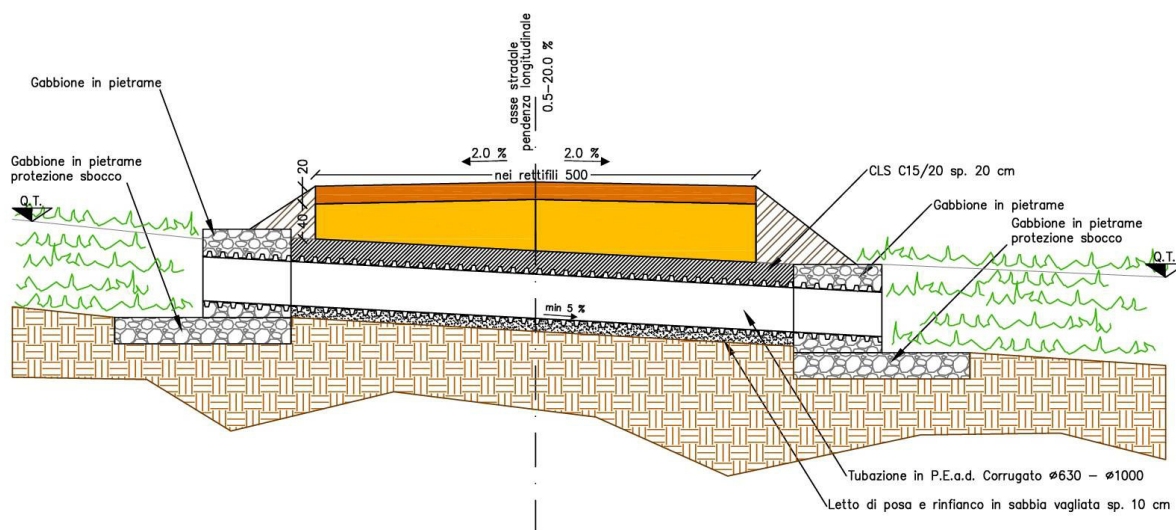 asse stradale
pendenza longitudinale
0.5–20.0 %
Gabbione in pietrame
2.0 %
2.0 %
Gabbione in pietrame
protezione sbocco
20
nei rettifili 500
CLS C15/20 sp. 20 cm
Q.T.
40
Gabbione in pietrame
Gabbione in pietrame
protezione sbocco
Q.T.
min 5 %
Tubazione in P.E.a.d. Corrugato ø630 – ø1000
Letto di posa e rinfianco in sabbia vagliata sp. 10 cm